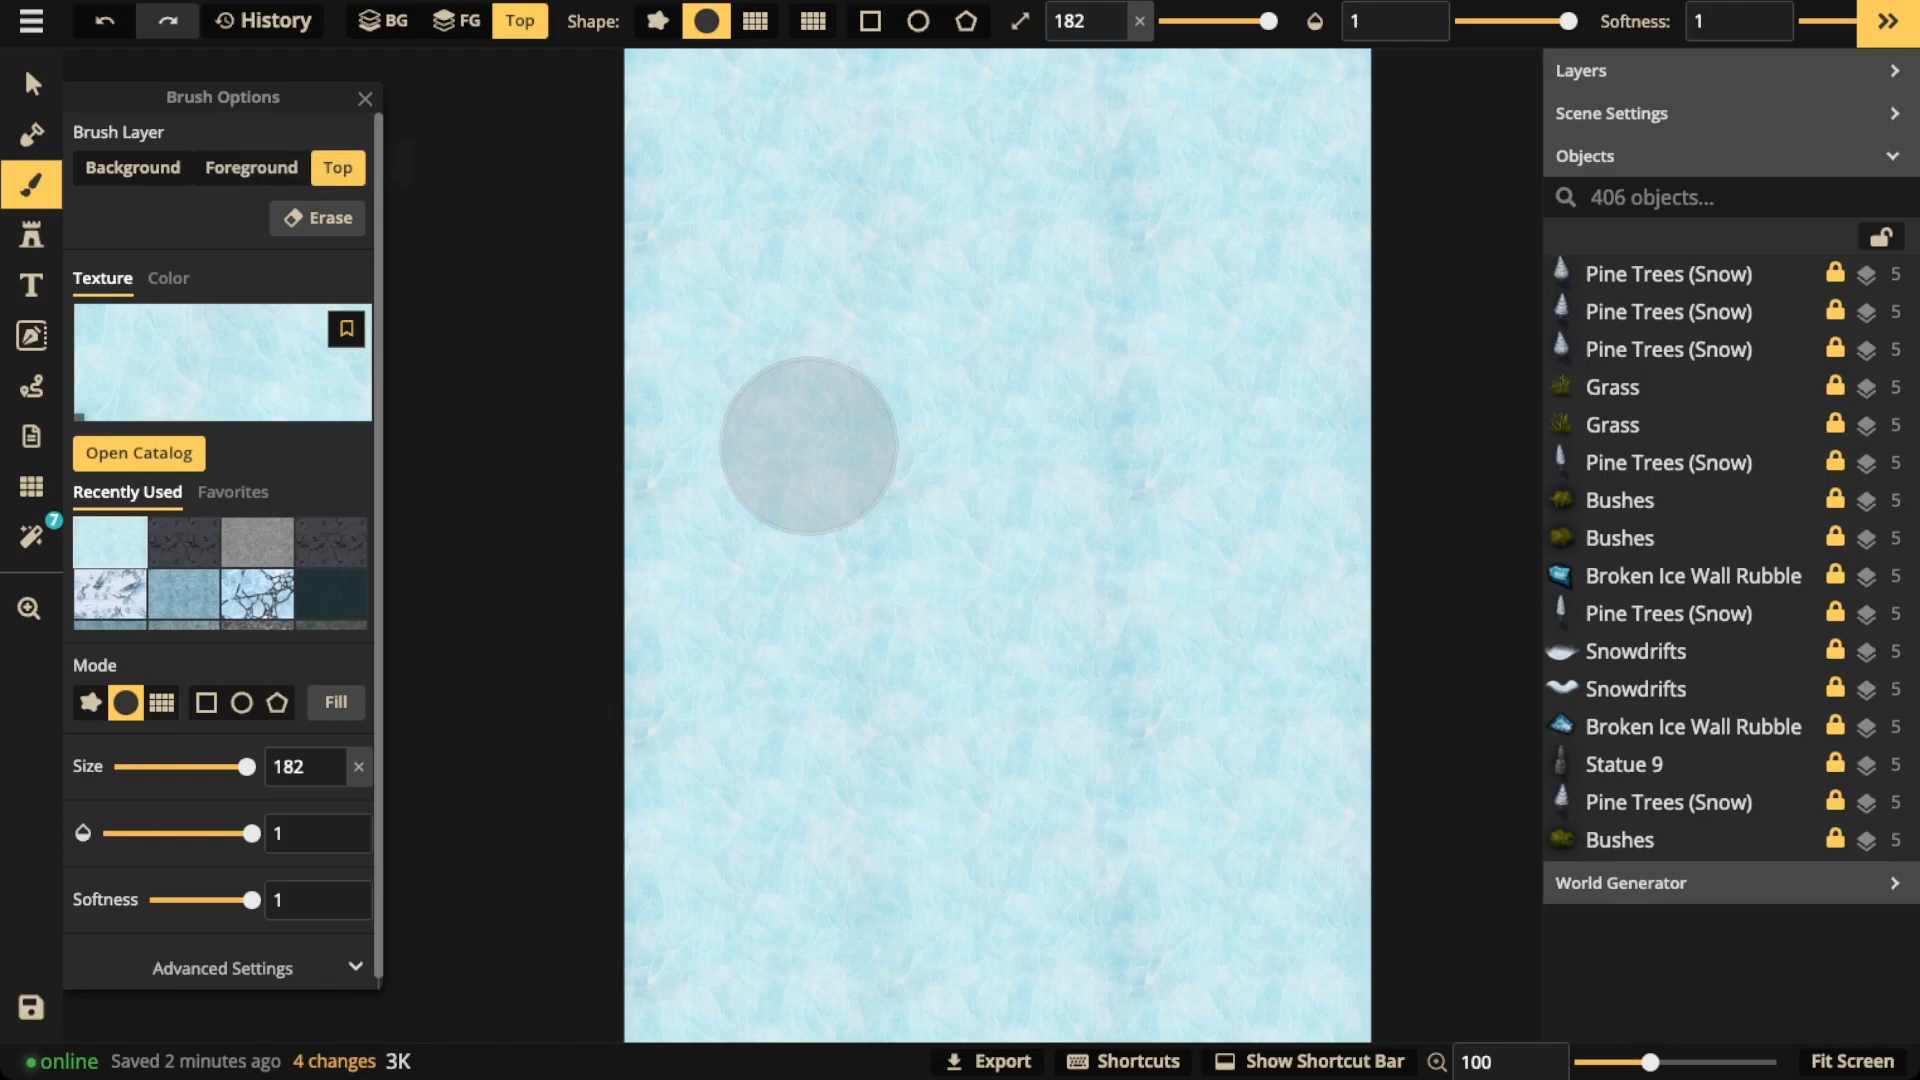 History
BG
FG
Top
Shape:
182
1
Softness:
1
Brush Options
Brush Layer
Background
Foreground
Top
Erase
Texture
Color
Open Catalog
Recently Used
Favorites
Mode
Fill
Size
182
1
Softness
1
Advanced Settings
7
Layers
Scene Settings
Objects
406 objects...
Pine Trees (Snow) 5
Pine Trees (Snow) 5
Pine Trees (Snow) 5
Grass 5
Grass 5
Pine Trees (Snow) 5
Bushes 5
Bushes 5
Broken Ice Wall Rubble 5
Pine Trees (Snow) 5
Snowdrifts 5
Snowdrifts 5
Broken Ice Wall Rubble 5
Statue 9 5
Pine Trees (Snow) 5
Bushes 5
World Generator
online Saved 2 minutes ago 4 changes 3K
Export
Shortcuts
Show Shortcut Bar
100
Fit Screen